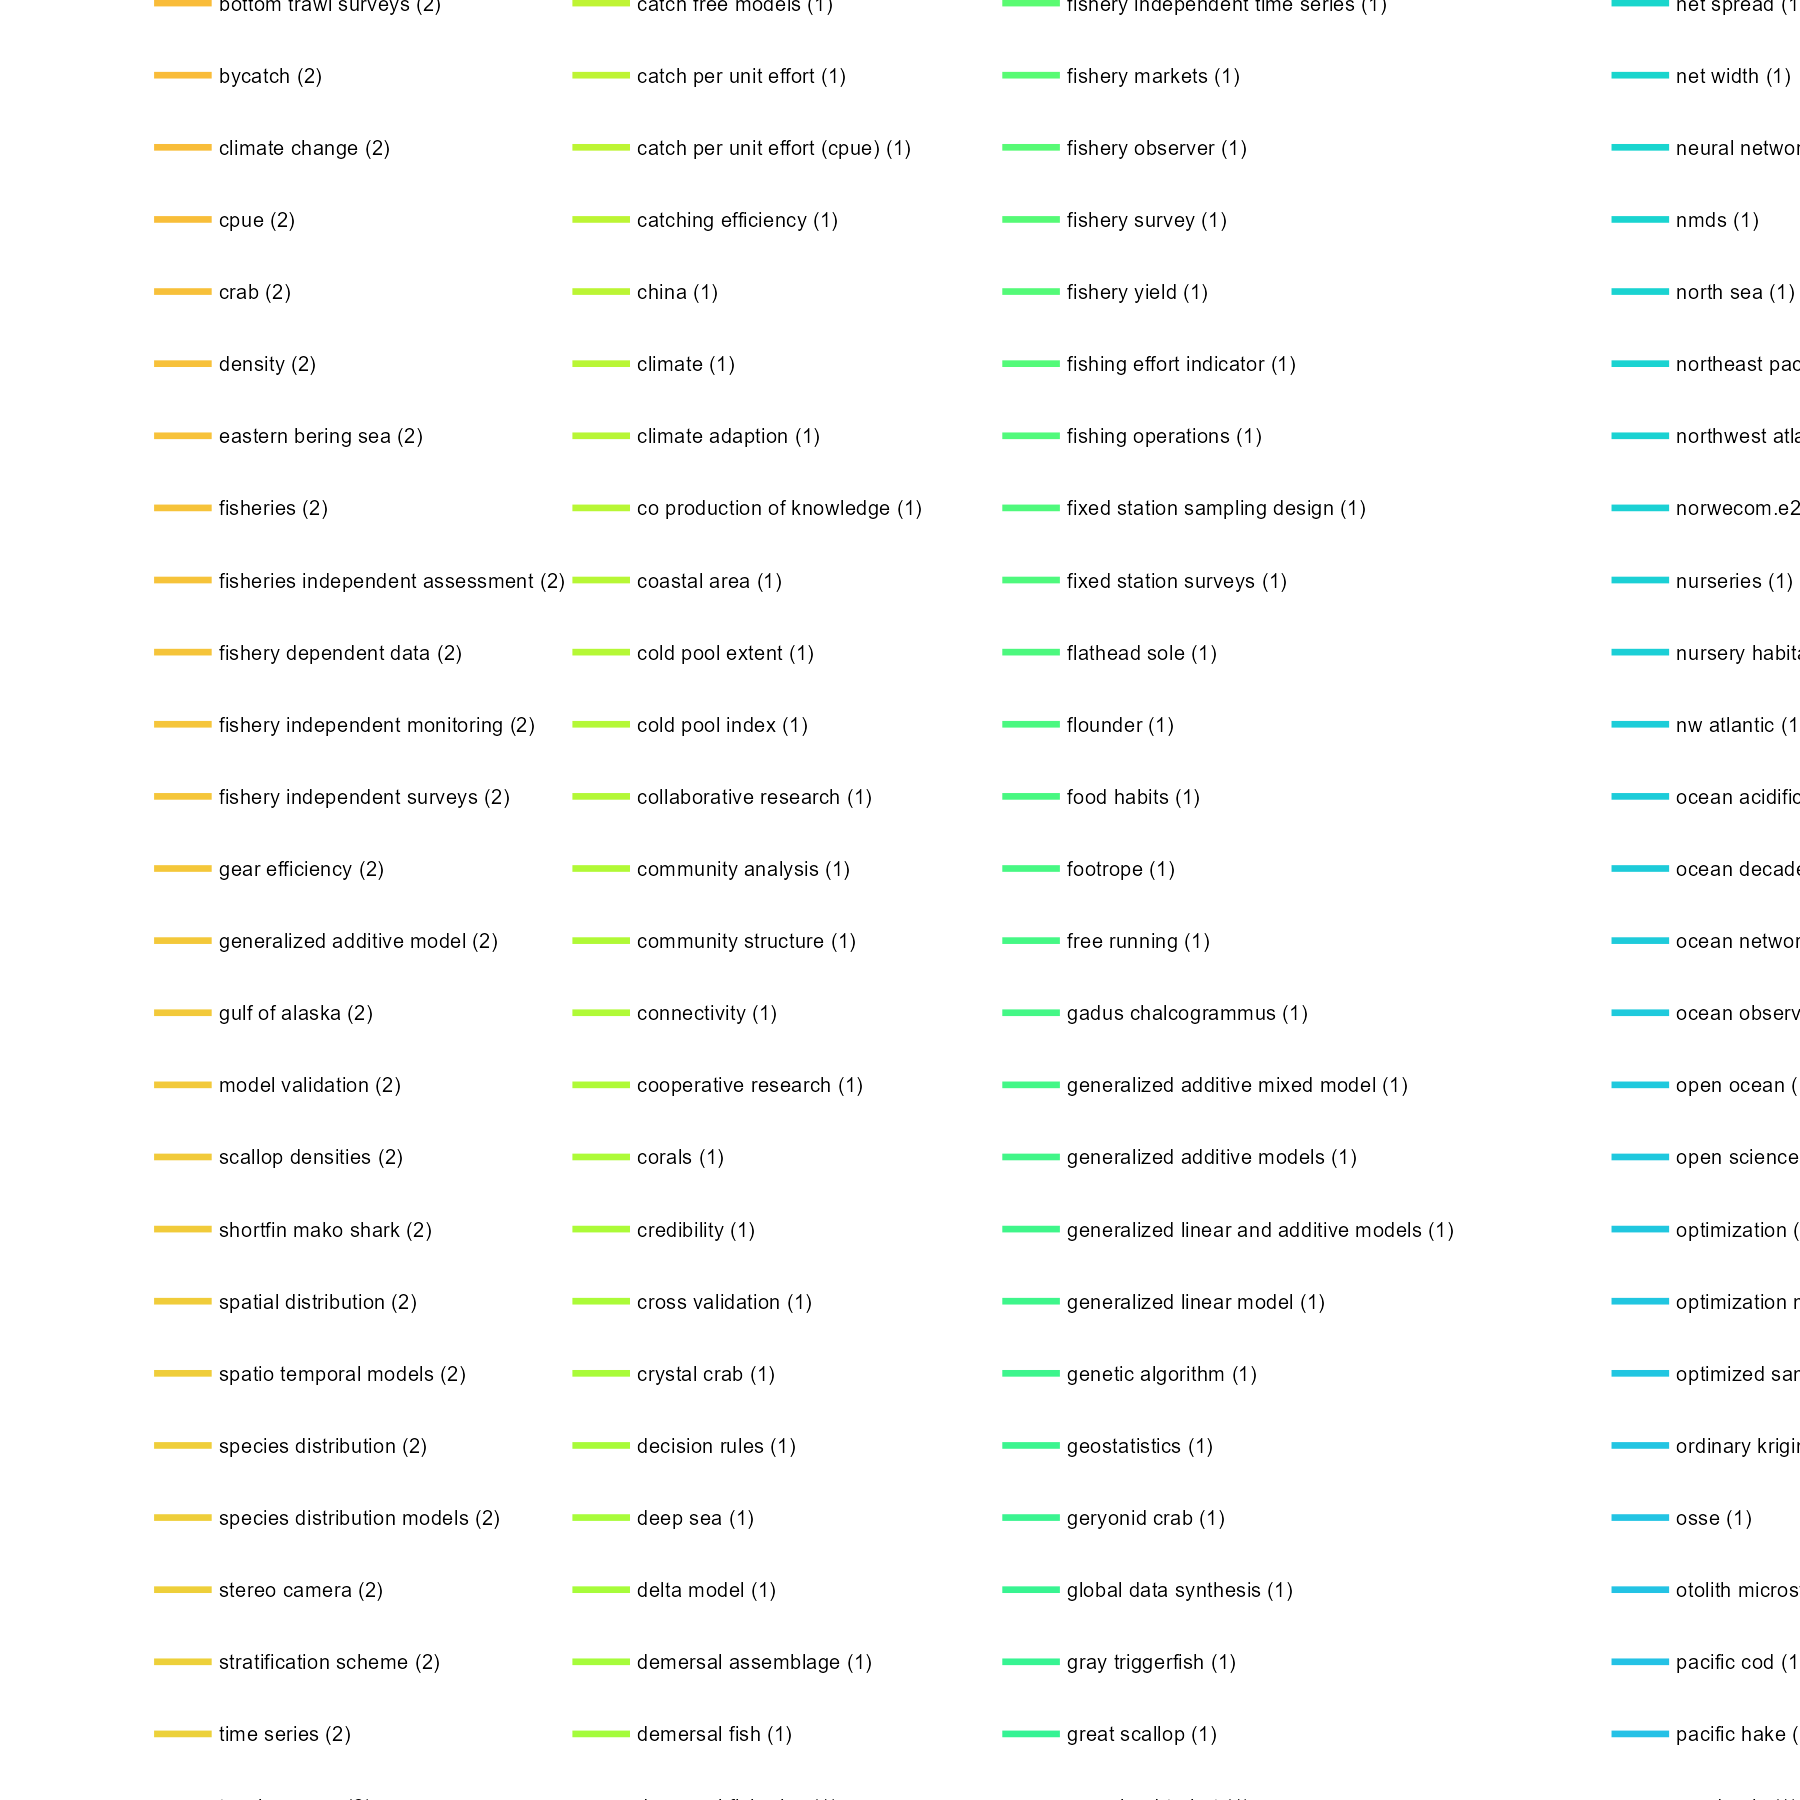 bottom trawl surveys (2)
bycatch (2)
climate change (2)
cpue (2)
crab (2)
density (2)
eastern bering sea (2)
fisheries (2)
fisheries independent assessment (2)
fishery dependent data (2)
fishery independent monitoring (2)
fishery independent surveys (2)
gear efficiency (2)
generalized additive model (2)
gulf of alaska (2)
model validation (2)
scallop densities (2)
shortfin mako shark (2)
spatial distribution (2)
spatio temporal models (2)
species distribution (2)
species distribution models (2)
stereo camera (2)
stratification scheme (2)
time series (2)
catch free models (1)
catch per unit effort (1)
catch per unit effort (cpue) (1)
catching efficiency (1)
china (1)
climate (1)
climate adaption (1)
co production of knowledge (1)
coastal area (1)
cold pool extent (1)
cold pool index (1)
collaborative research (1)
community analysis (1)
community structure (1)
connectivity (1)
cooperative research (1)
corals (1)
credibility (1)
cross validation (1)
crystal crab (1)
decision rules (1)
deep sea (1)
delta model (1)
demersal assemblage (1)
demersal fish (1)
fishery independent time series (1)
fishery markets (1)
fishery observer (1)
fishery survey (1)
fishery yield (1)
fishing effort indicator (1)
fishing operations (1)
fixed station sampling design (1)
fixed station surveys (1)
flathead sole (1)
flounder (1)
food habits (1)
footrope (1)
free running (1)
gadus chalcogrammus (1)
generalized additive mixed model (1)
generalized additive models (1)
generalized linear and additive models (1)
generalized linear model (1)
genetic algorithm (1)
geostatistics (1)
geryonid crab (1)
global data synthesis (1)
gray triggerfish (1)
great scallop (1)
net spread (1
net width (1)
neural
nmds (1)
north sea (1)
northeast
northwest
norwecom.e2
nurseries (1)
nursery
nw atlantic (1
ocean
ocean
ocean
ocean
open ocean (
open science
optimization (
optimization
optimized
ordinary
osse (1)
otolith
pacific cod (1
pacific hake (